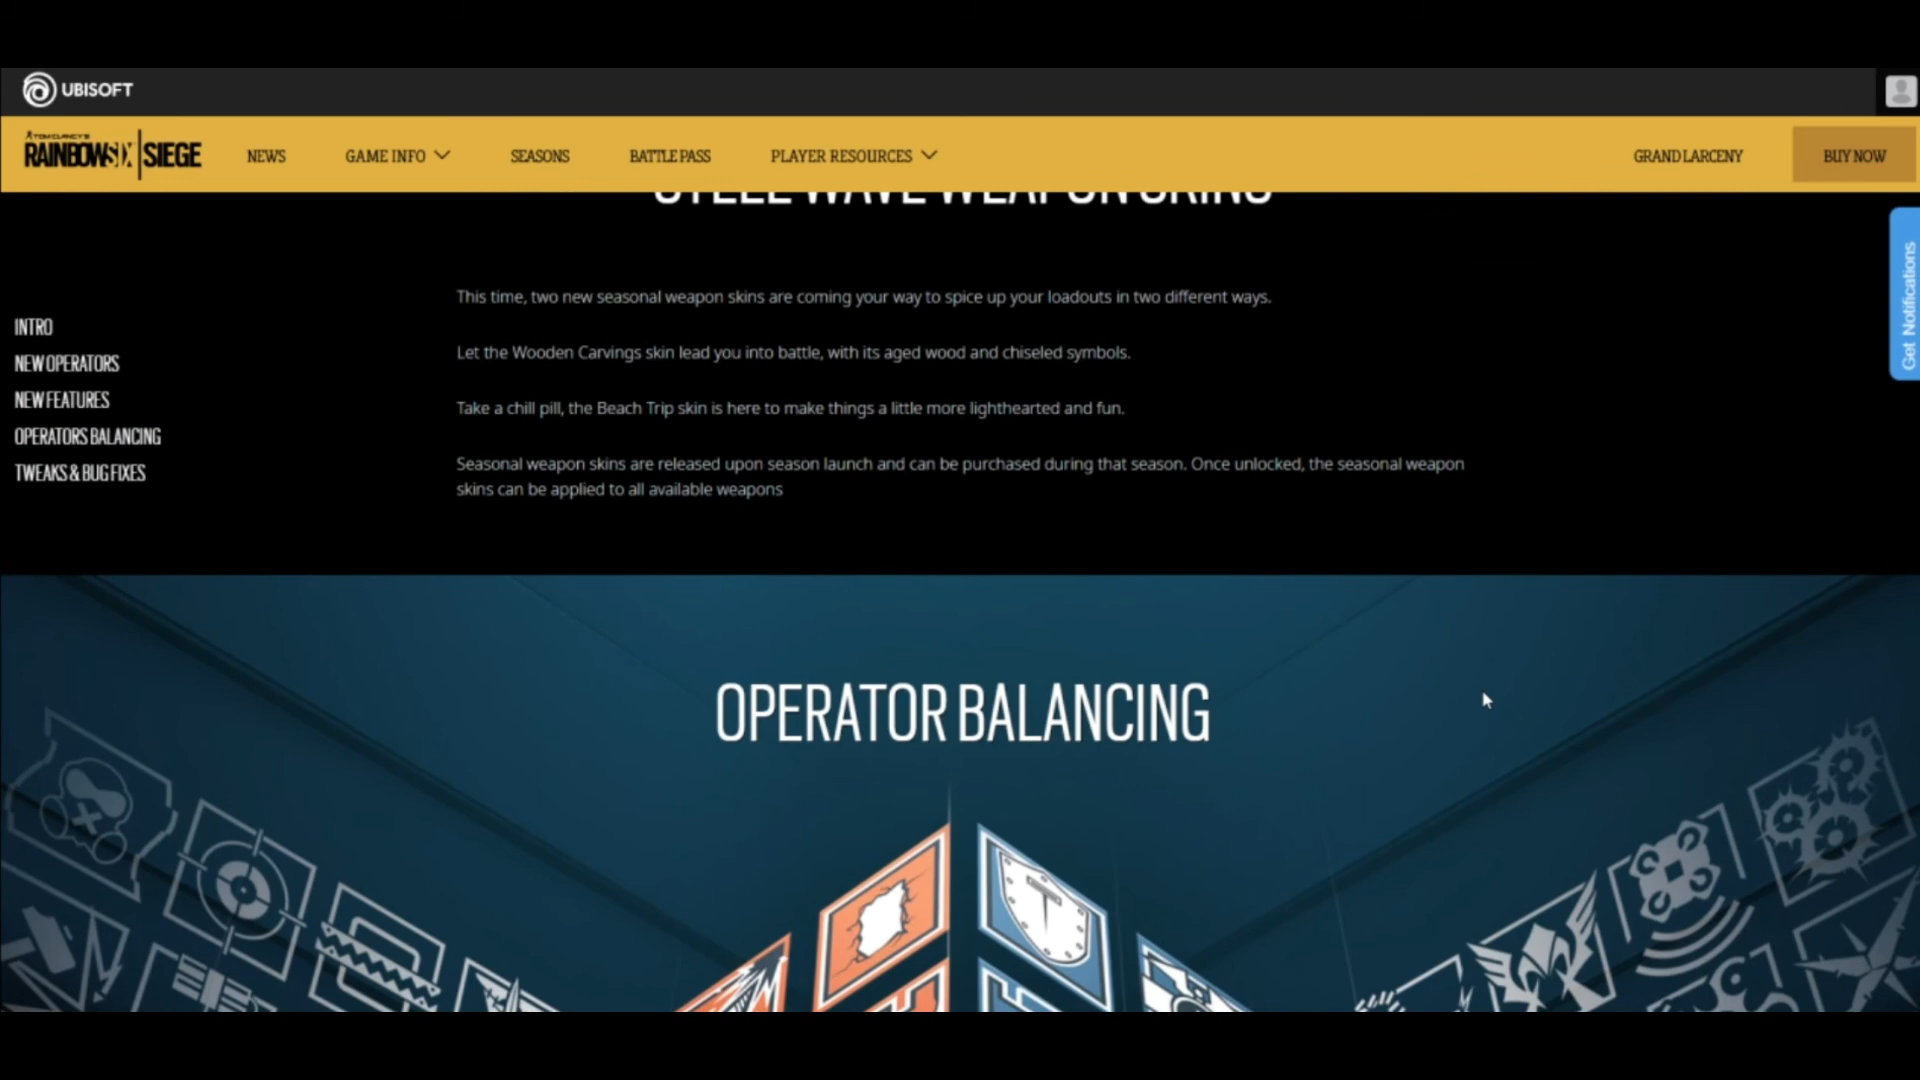 UBISOFT
TOM CLANCY'S
RAINBOWSIX|SIEGE
NEWS
GAME INFO
SEASONS
BATTLE PASS
PLAYER RESOURCES
GRAND LARCENY
BUY NOW
STEEL WAVE WEAPON SKINS
Get Notifications
This time, two new seasonal weapon skins are coming your way to spice up your loadouts in two different ways.
INTRO
Let the Wooden Carvings skin lead you into battle, with its aged wood and chiseled symbols.
NEW OPERATORS
NEW FEATURES
Take a chill pill, the Beach Trip skin is here to make things a little more lighthearted and fun.
OPERATORS BALANCING
TWEAKS & BUG FIXES
Seasonal weapon skins are released upon season launch and can be purchased during that season. Once unlocked, the seasonal weapon
skins can be applied to all available weapons
OPERATOR BALANCING